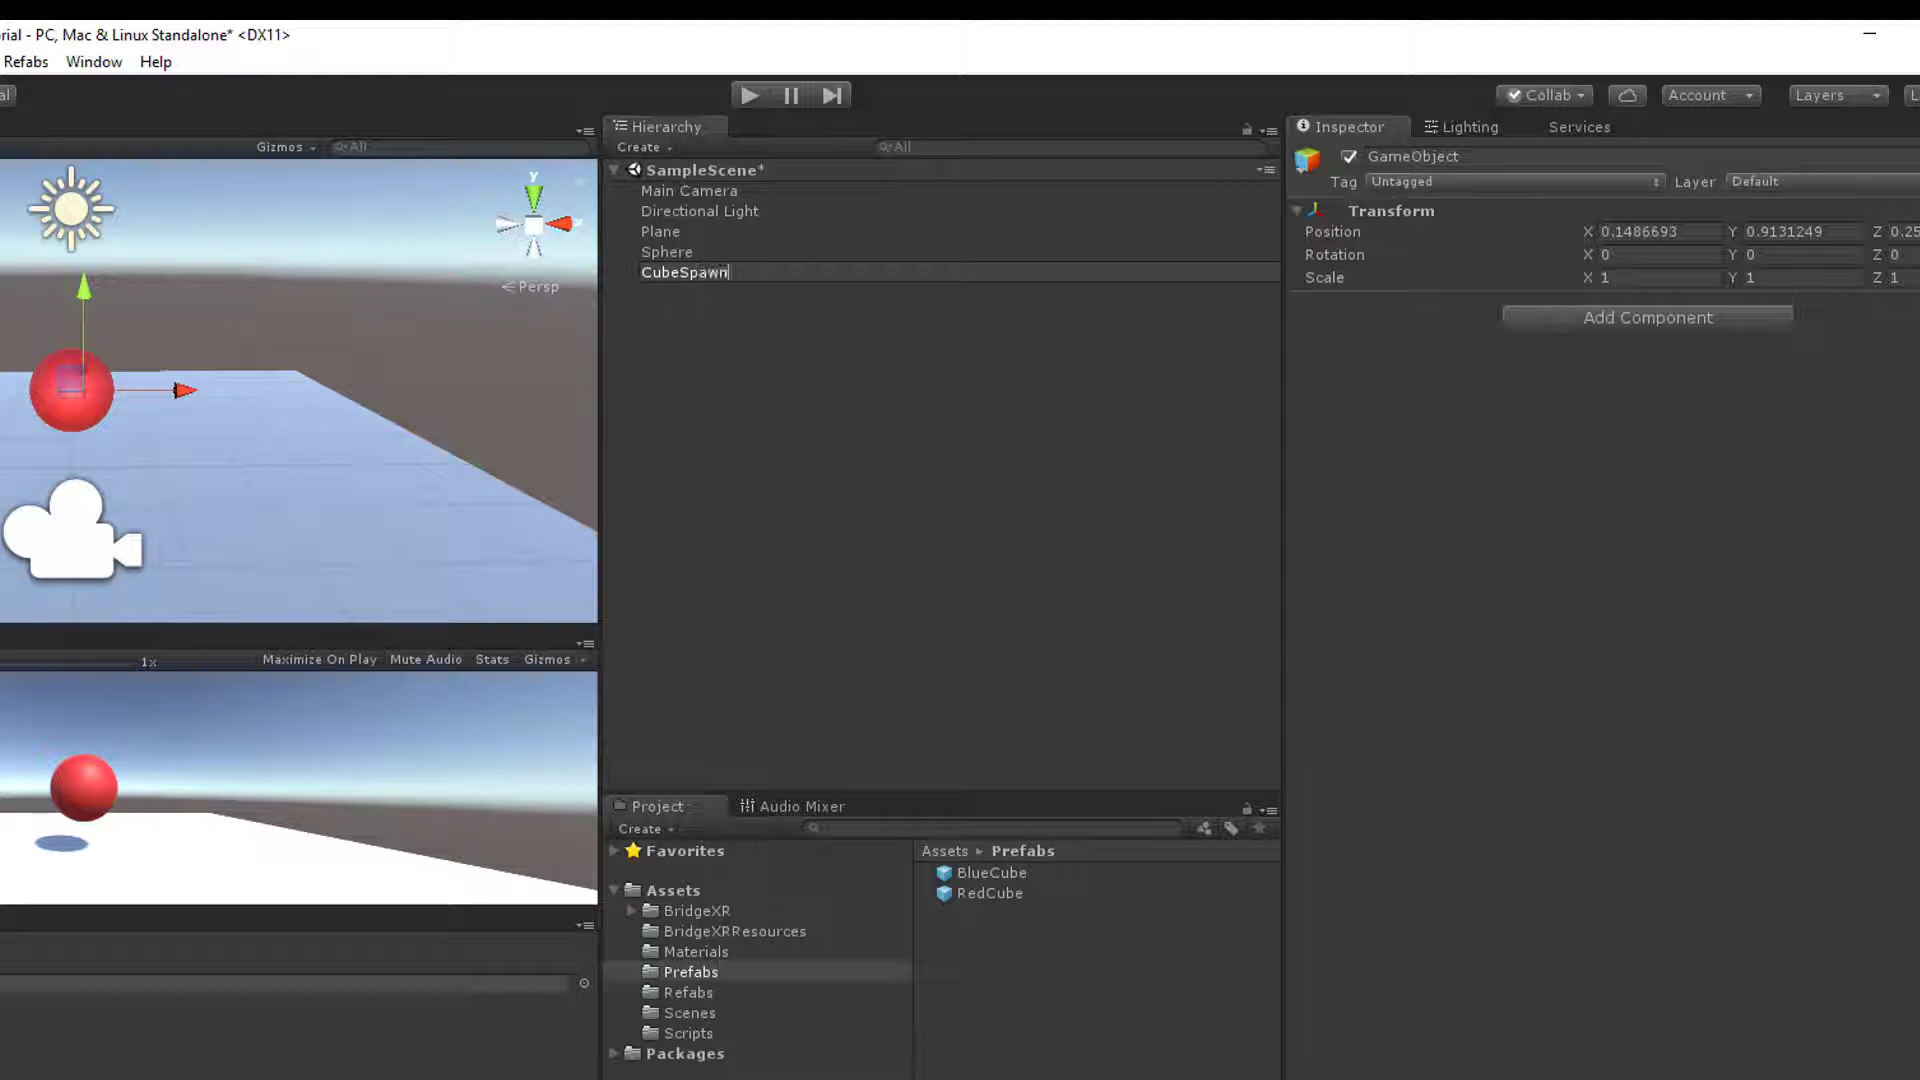 rial - PC, Mac & Linux Standalone* <DX11>
Refabs Window Help
al
Collab Account Layers L
Gizmos All
Hierarchy
Create All
SampleScene*
Main Camera
Directional Light
Plane
Sphere
CubeSpawn
y
x
Persp
Inspector Lighting Services
GameObject
Tag Untagged Layer Default
Transform
Position X 0.1486693 Y 0.9131249 Z 0.25
Rotation X 0 Y 0 Z 0
Scale X 1 Y 1 Z 1
Add Component
1x Maximize On Play Mute Audio Stats Gizmos
Project Audio Mixer
Create
Favorites
Assets
BridgeXR
BridgeXRResources
Materials
Prefabs
Refabs
Scenes
Scripts
Packages
Assets Prefabs
BlueCube
RedCube